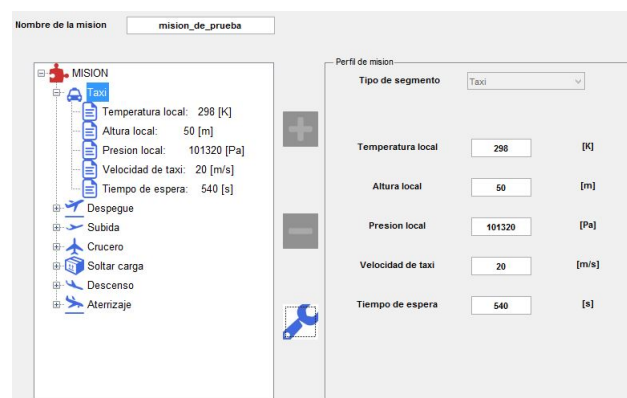 Nombre de la mision mision_de_prueba
MISION
Taxi
Temperatura local: 298 [K]
Altura local: 50 [m]
Presion local: 101320 [Pa]
Velocidad de taxi: 20 [m/s]
Tiempo de espera: 540 [s]
Despegue
Subida
Crucero
Soltar carga
Descenso
Aterrizaje
Perfil de mision
Tipo de segmento Taxi
Temperatura local 298 [K]
Altura local 50 [m]
Presion local 101320 [Pa]
Velocidad de taxi 20 [m/s]
Tiempo de espera 540 [s]